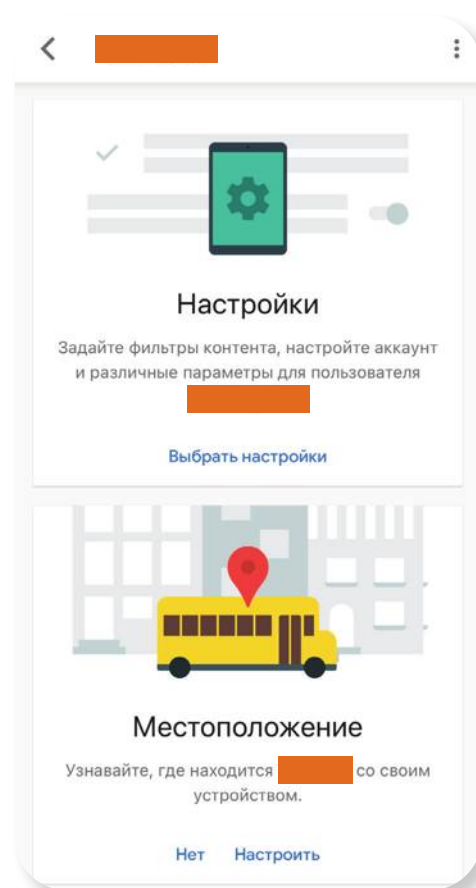 Настройки
Задайте фильтры контента, настройте аккаунт
и различные параметры для пользователя
Выбрать настройки
Местоположение
Узнавайте, где находится со своим
устройством.
Нет Настроить